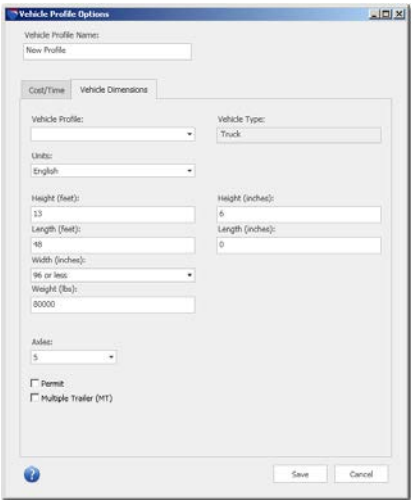 Vehicle Profile Options
Vehicle Profile Name:
New Profile
Cost/Time Vehicle Dimensions
Vehicle Profile: Vehicle Type:
Truck
Units:
English
Height (feet): Height (inches):
13 6
Length (feet): Length (inches):
48 0
Width (inches):
96 or less
Weight (lbs):
80000
Axles:
5
Permit
Multiple Trailer (MT)
? Save Cancel